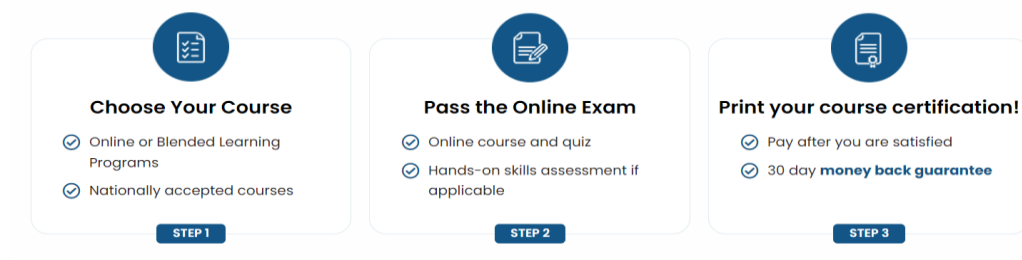 Choose Your Course
Online or Blended Learning
Programs
Nationally accepted courses
STEP 1
Pass the Online Exam
Online course and quiz
Hands-on skills assessment if
applicable
STEP 2
Print your course certification!
Pay after you are satisfied
30 day money back guarantee
STEP 3